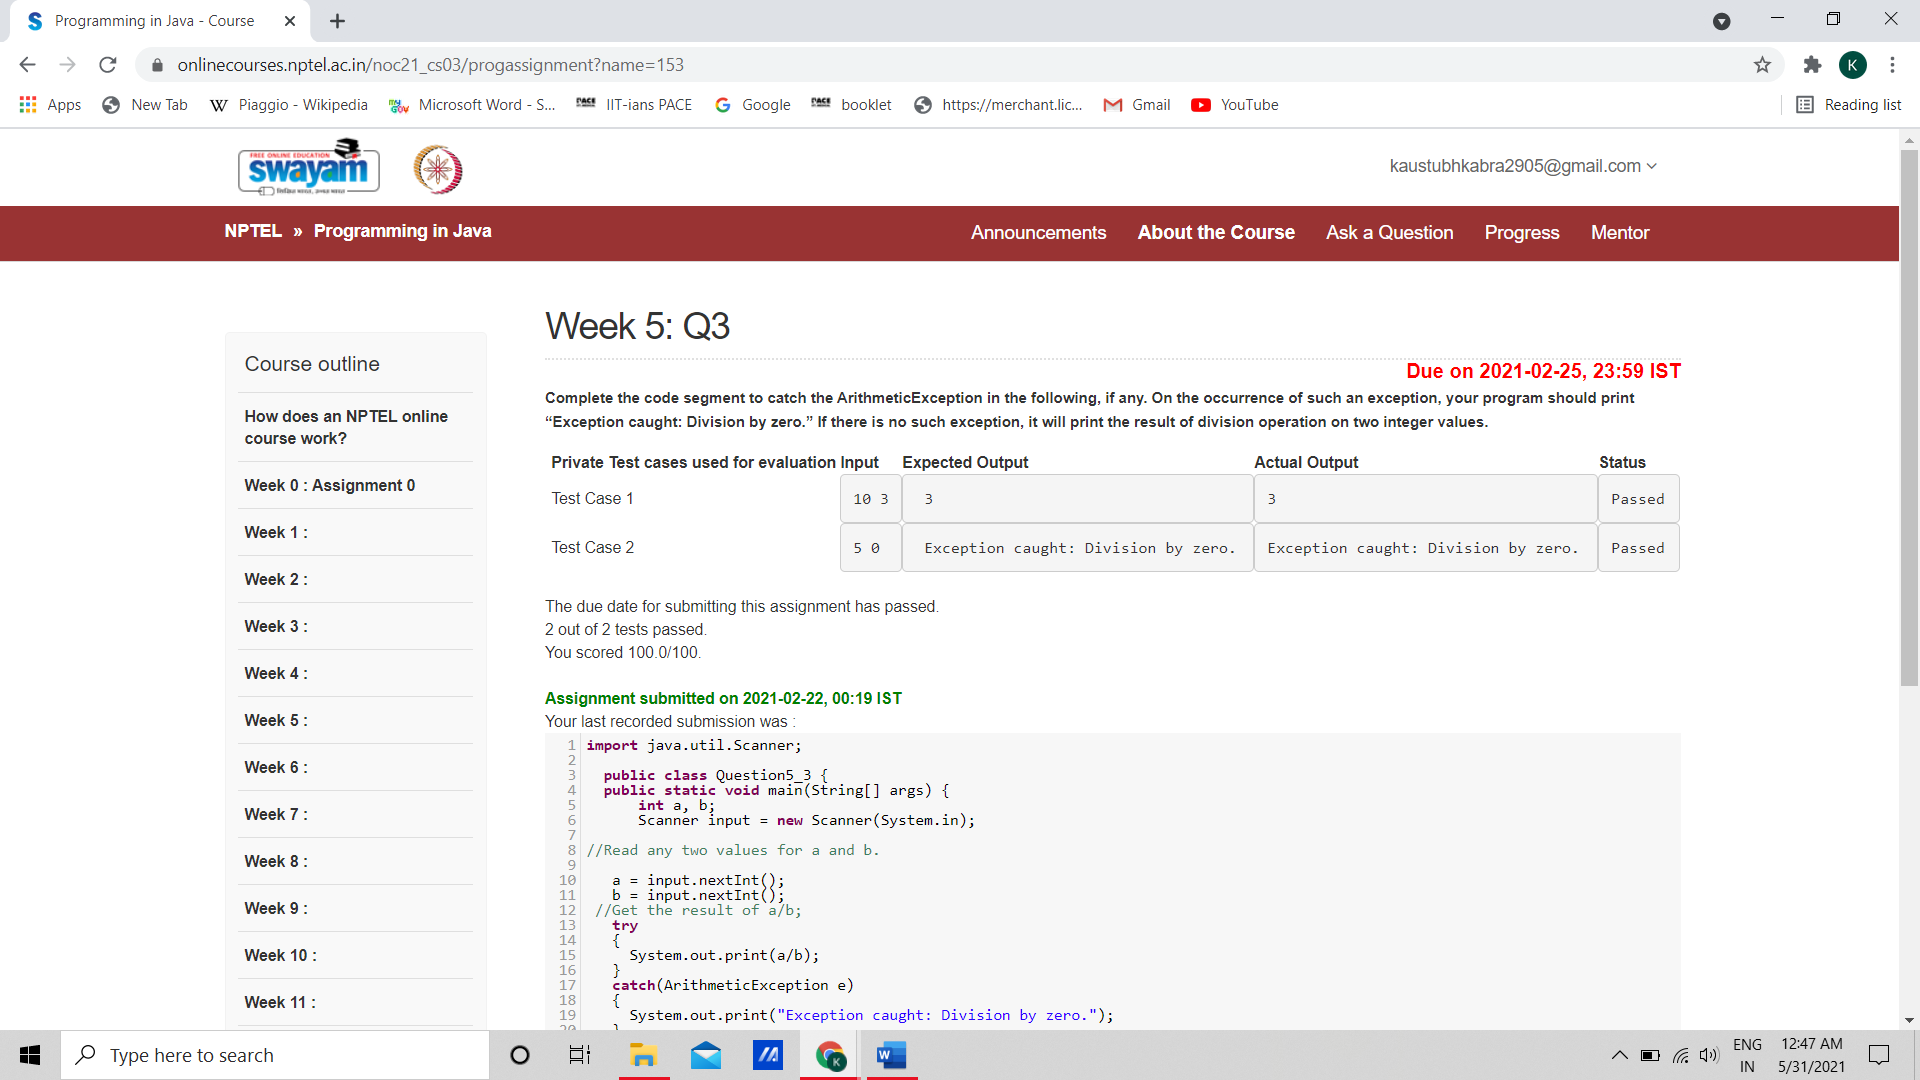 Programming in Java - Course
onlinecourses.nptel.ac.in/noc21_cs03/progassignment?name=153
K
Apps New Tab W Piaggio - Wikipedia Microsoft Word - S... PACE IIT-ians PACE Google PACE booklet https://merchant.lic... Gmail YouTube Reading list
FREE ONLINE EDUCATION
swayam
kaustubhkabra2905@gmail.com
NPTEL » Programming in Java Announcements About the Course Ask a Question Progress Mentor
Course outline
How does an NPTEL online
course work?
Week 0 : Assignment 0
Week 1 :
Week 2 :
Week 3 :
Week 4 :
Week 5 :
Week 6 :
Week 7 :
Week 8 :
Week 9 :
Week 10 :
Week 11 :
Week 5: Q3
Due on 2021-02-25, 23:59 IST
Complete the code segment to catch the ArithmeticException in the following, if any. On the occurrence of such an exception, your program should print
“Exception caught: Division by zero.” If there is no such exception, it will print the result of division operation on two integer values.
Private Test cases used for evaluation Input Expected Output Actual Output Status
Test Case 1 10 3 3 3 Passed
Test Case 2 5 0 Exception caught: Division by zero. Exception caught: Division by zero. Passed
The due date for submitting this assignment has passed.
2 out of 2 tests passed.
You scored 100.0/100.
Assignment submitted on 2021-02-22, 00:19 IST
Your last recorded submission was :
1 import java.util.Scanner;
2
3 public class Question5_3 {
4 public static void main(String[] args) {
5 int a, b;
6 Scanner input = new Scanner(System.in);
7
8 //Read any two values for a and b.
9
10 a = input.nextInt();
11 b = input.nextInt();
12 //Get the result of a/b;
13 try
14 {
15 System.out.print(a/b);
16 }
17 catch(ArithmeticException e)
18 {
19 System.out.print("Exception caught: Division by zero.");
20 }
Type here to search
ENG
IN
12:47 AM
5/31/2021